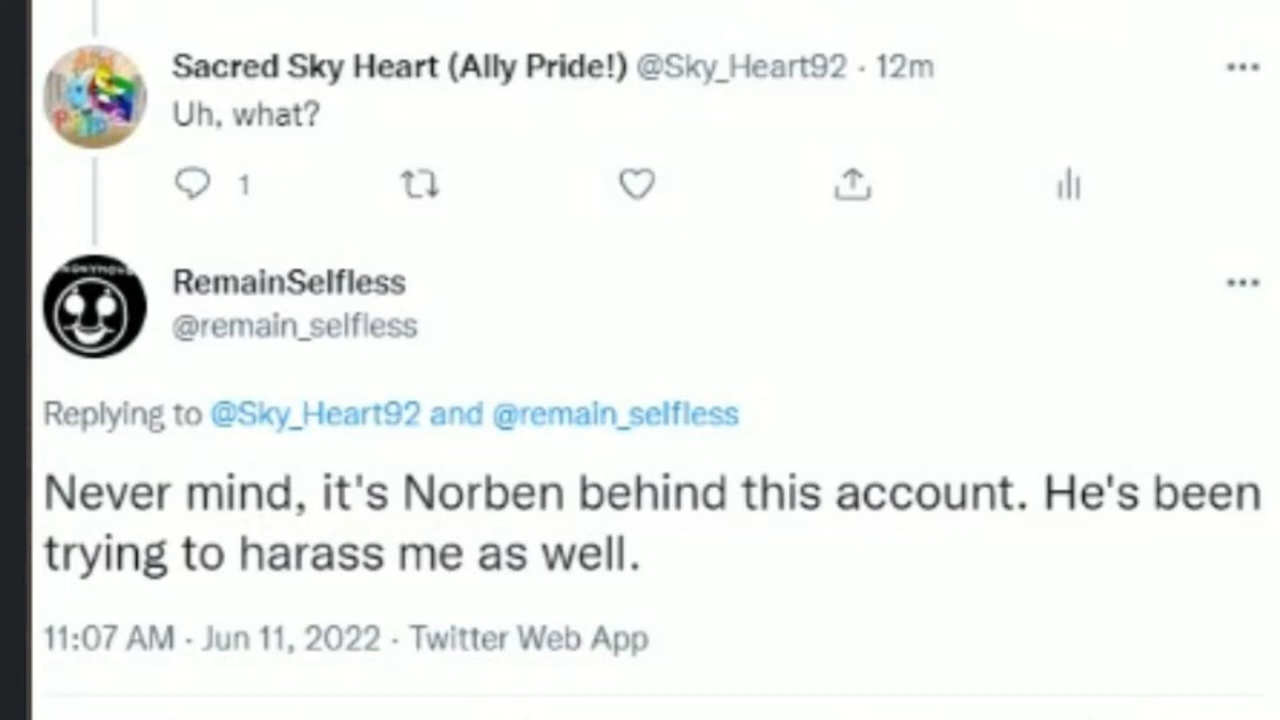 Sacred Sky Heart (Ally Pride!) @Sky_Heart92 · 12m
Uh, what?
1
RemainSelfless
@remain_selfless
Replying to @Sky_Heart92 and @remain_selfless
Never mind, it's Norben behind this account. He's been
trying to harass me as well.
11:07 AM · Jun 11, 2022 · Twitter Web App